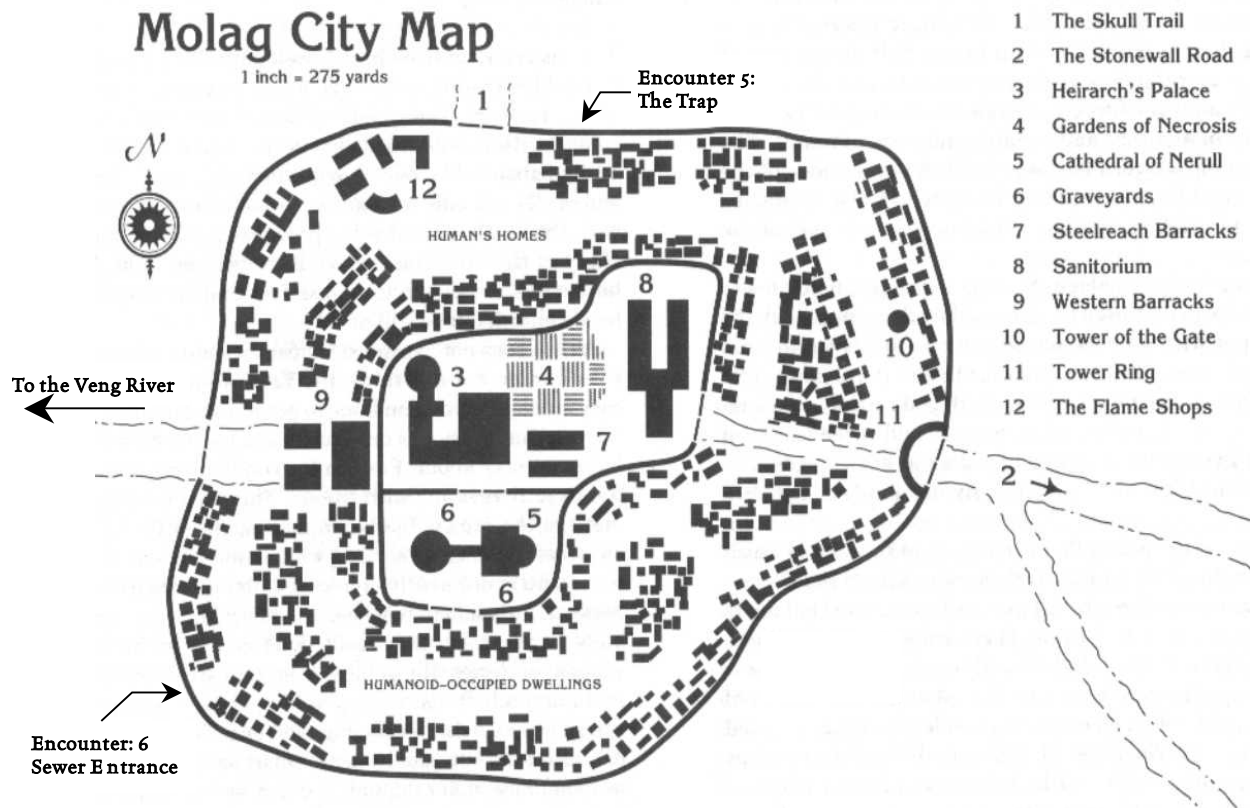 Molag City Map
1 inch = 275 yards
1 The Skull Trail
2 The Stonewall Road
3 Heirarch's Palace
4 Gardens of Necrosis
5 Cathedral of Nerull
6 Graveyards
7 Steelreach Barracks
8 Sanitorium
9 Western Barracks
10 Tower of the Gate
11 Tower Ring
12 The Flame Shops
Encounter 5:
The Trap
1
N
12
HUMAN'S HOMES
8
10
3
4
To the Veng River
9
11
7
2
6
5
6
HUMANOID–OCCUPIED DWELLINGS
Encounter: 6
Sewer Entrance